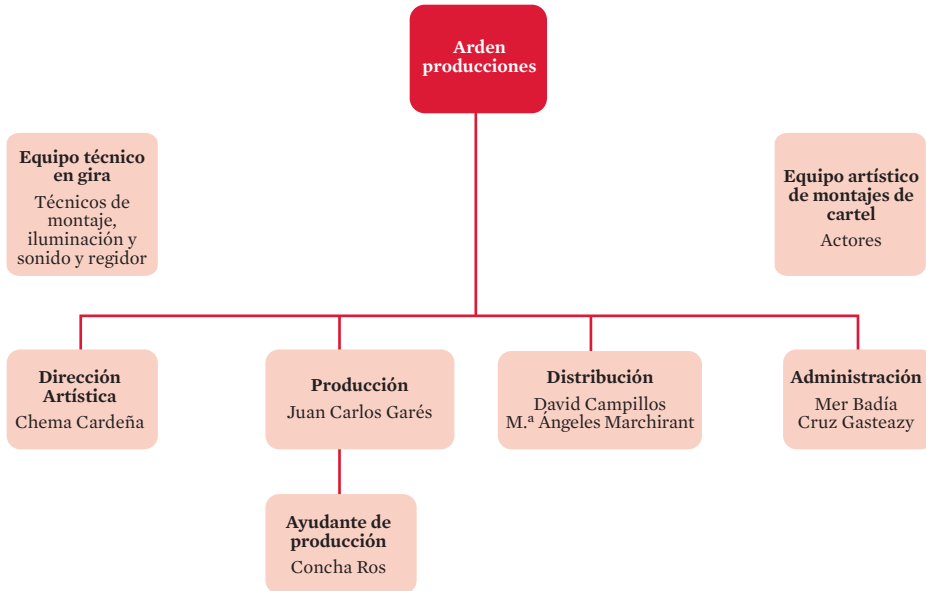 Arden
producciones
Equipo técnico
en gira
Técnicos de
montaje,
iluminación y
sonido y regidor
Equipo artístico
de montajes de
cartel
Actores
Dirección
Artística
Chema Cardeña
Producción
Juan Carlos Garés
Distribución
David Campillos
M.ª Ángeles Marchirant
Administración
Mer Badía
Cruz Gasteazy
Ayudante de
producción
Concha Ros